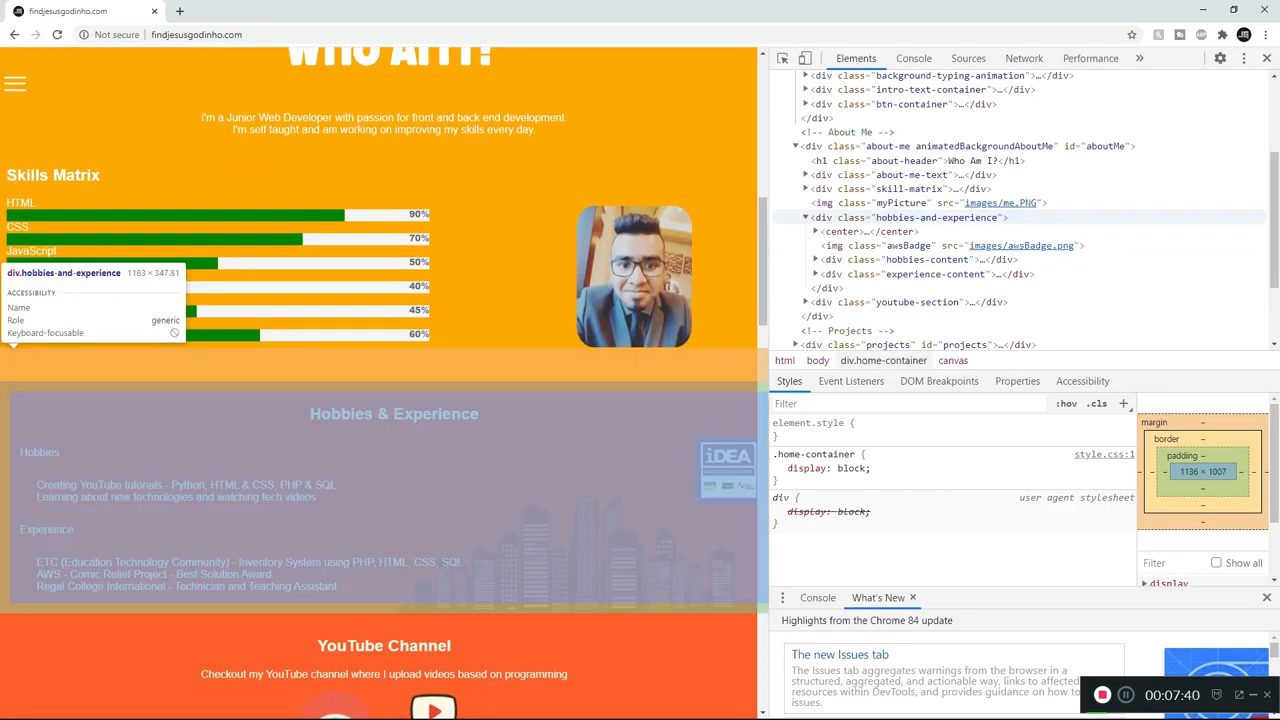 findjesusgodinho.com
Not secure
findjesusgodinho.com
WHO AM I?
I'm a Junior Web Developer with passion for front and back end development.
I'm self taught and am working on improving my skills every day.
Skills Matrix
HTML
90%
CSS
70%
JavaScript
50%
40%
45%
60%
div.hobbies-and-experience 1183 × 347.81
ACCESSIBILITY
Name
Role generic
Keyboard-focusable
Hobbies & Experience
Hobbies
Creating YouTube tutorials - Python, HTML & CSS, PHP & SQL
Learning about new technologies and watching tech videos
iDEA
Experience
ETC (Education Technology Community) - Inventory System using PHP, HTML, CSS, SQL
AWS - Comic Relief Project - Best Solution Award
Regal College International - Technician and Teaching Assistant
YouTube Channel
Checkout my YouTube channel where I upload videos based on programming
Elements Console Sources Network Performance »
<div class="background-typing-animation">…</div>
<div class="intro-text-container">…</div>
<div class="btn-container">…</div>
</div>
<!-- About Me -->
<div class="about-me animatedBackgroundAboutMe" id="aboutMe">
<h1 class="about-header">Who Am I?</h1>
<div class="about-me-text">…</div>
<div class="skill-matrix">…</div>
<img class="myPicture" src="images/me.PNG">
<div class="hobbies-and-experience">
<center>…</center>
<img class="awsBadge" src="images/awsBadge.png">
<div class="hobbies-content">…</div>
<div class="experience-content">…</div>
</div>
<div class="youtube-section">…</div>
</div>
<!-- Projects -->
<div class="projects" id="projects">…</div>
html body div.home-container canvas
Styles Event Listeners DOM Breakpoints Properties Accessibility
Filter :hov .cls +
element.style {
}
.home-container { style.css:1
display: block;
}
div { user agent stylesheet
display: block;
}
margin –
border –
padding –
1136 × 1007
Filter Show all
display
Console What's New ×
Highlights from the Chrome 84 update
The new Issues tab
The Issues tab aggregates warnings from the browser in a
structured, aggregated, and actionable way, links to affected
resources within DevTools, and provides guidance on how to
issues.
00:07:40